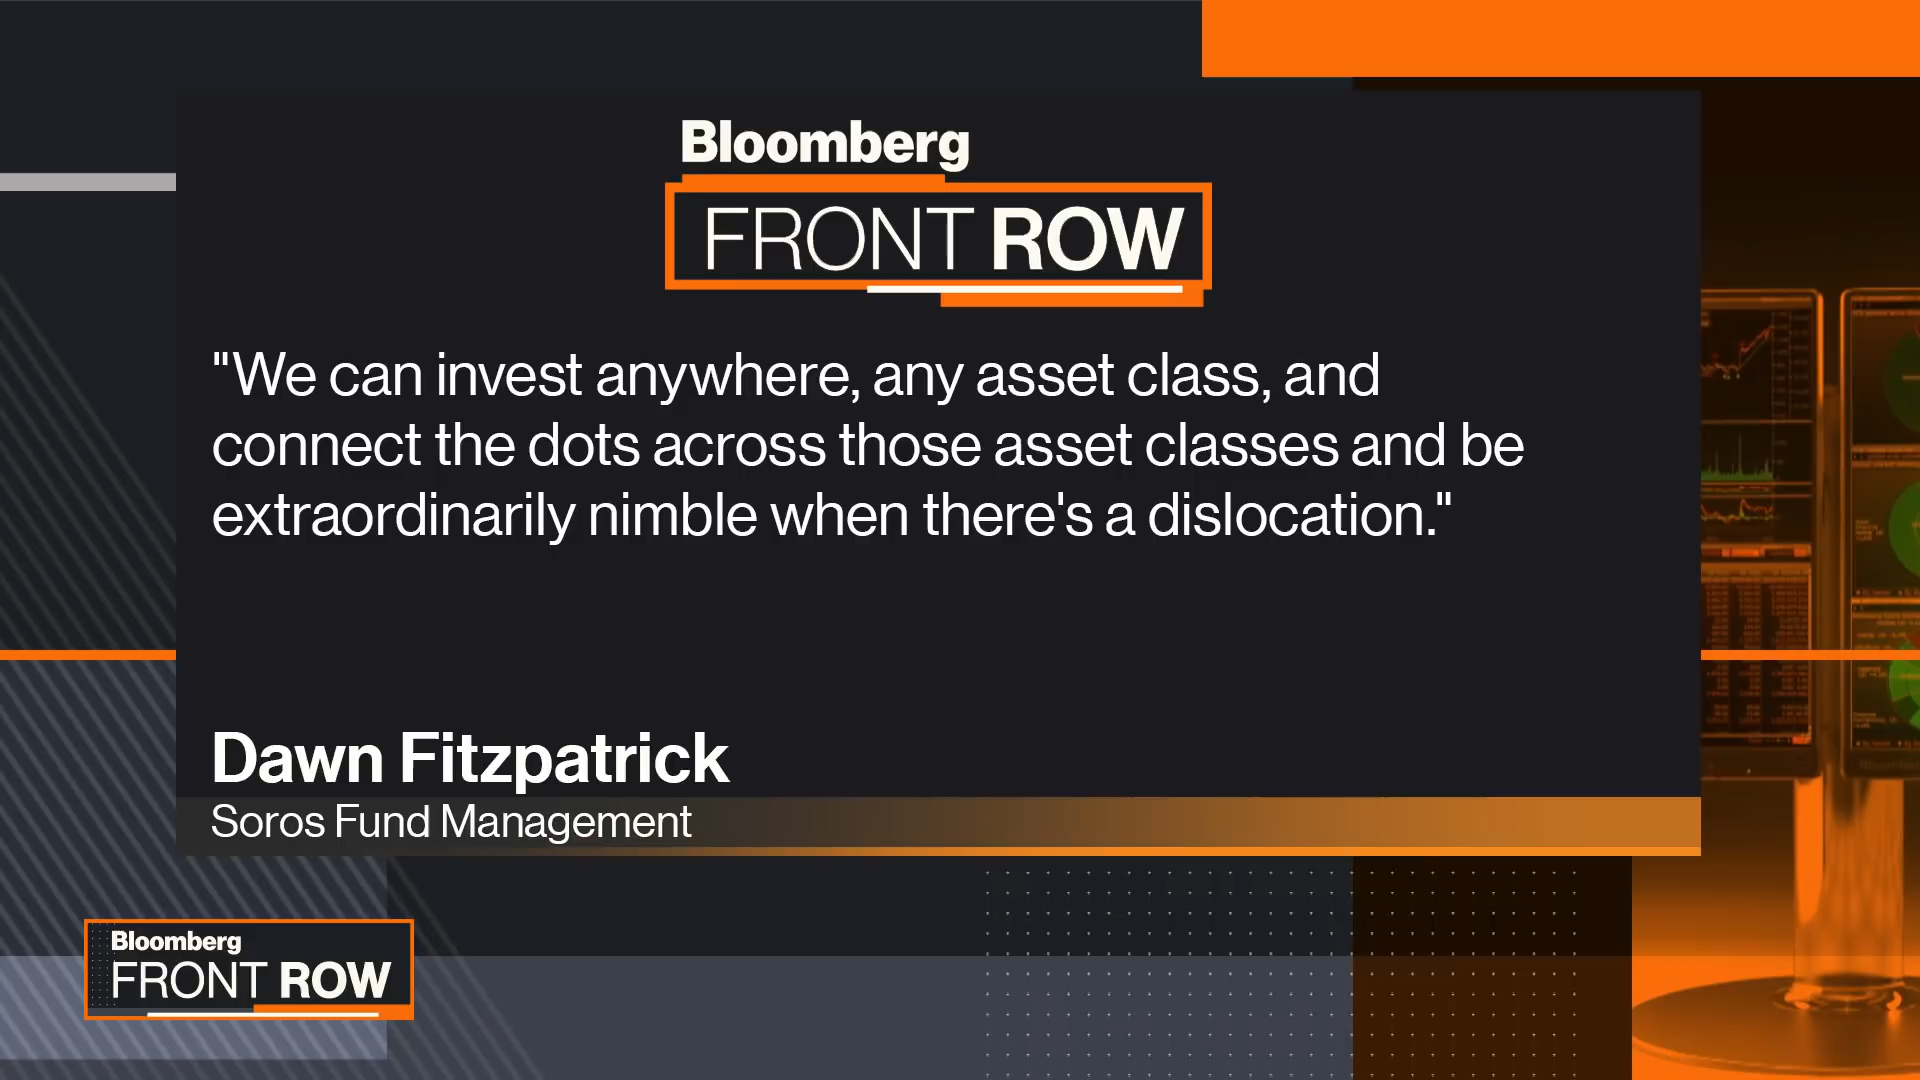 Bloomberg
FRONT ROW
"We can invest anywhere, any asset class, and
connect the dots across those asset classes and be
extraordinarily nimble when there's a dislocation."
Dawn Fitzpatrick
Soros Fund Management
Bloomberg
FRONT ROW